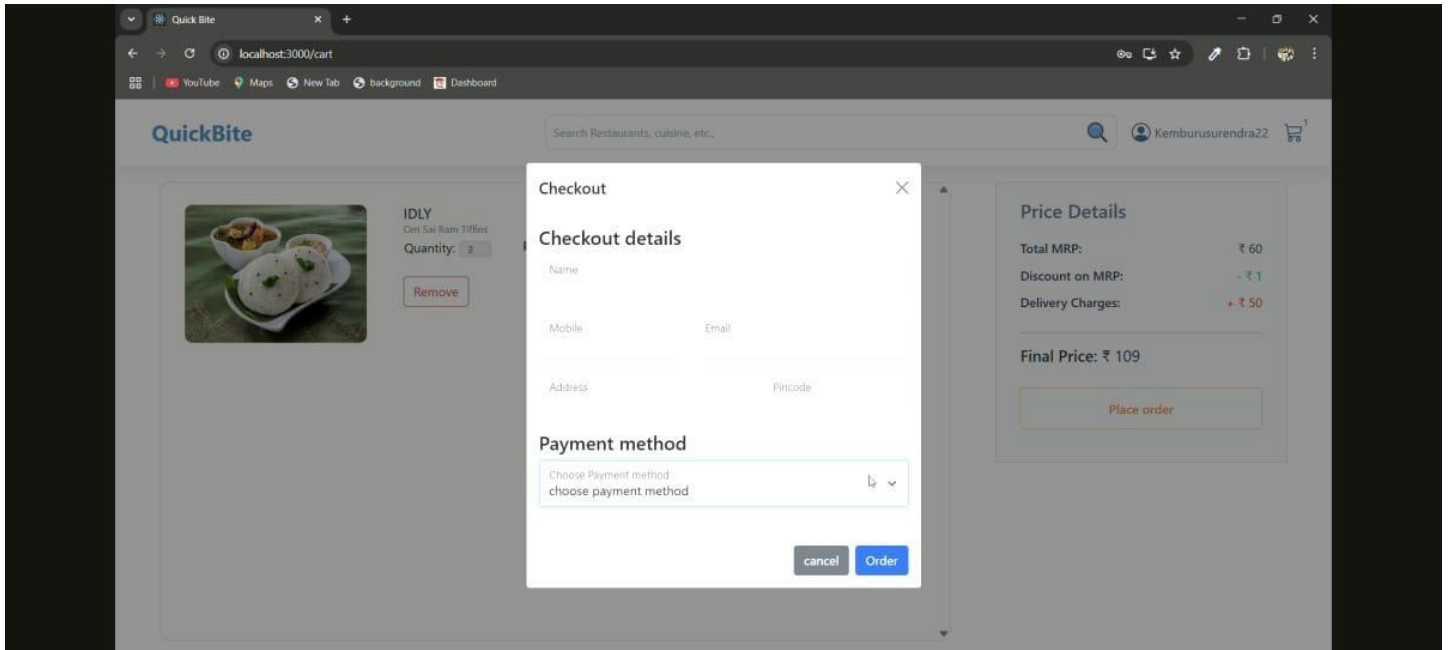 Quick Bite
localhost:3000/cart
YouTube Maps New Tab background Dashboard
QuickBite
Search Restaurants, cuisine, etc.,
Kemburusurendra22
1
Checkout
Checkout details
Name
Mobile Email
Address Pincode
Payment method
Choose Payment method
choose payment method
cancel Order
IDLY
Om Sai Ram Tiffins
Quantity: 2
Remove
Price Details
Total MRP: ₹ 60
Discount on MRP: - ₹ 1
Delivery Charges: + ₹ 50
Final Price: ₹ 109
Place order